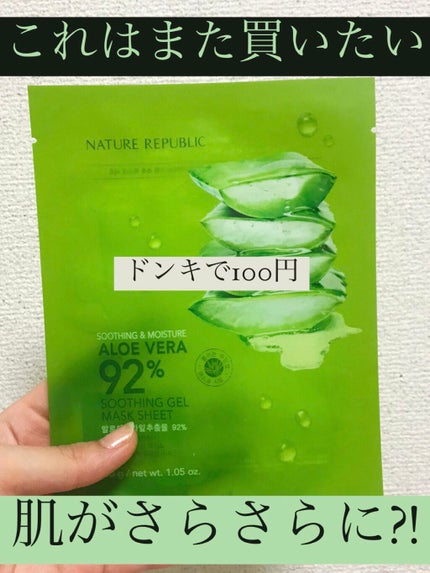 これはまた買いたい
NATURE REPUBLIC
ドンキで100円
SOOTHING & MOISTURE
ALOE VERA
92%
SOOTHING GEL
MASK SHEET
92%
/ net wt. 1.05 oz.
肌がさらさらに?!